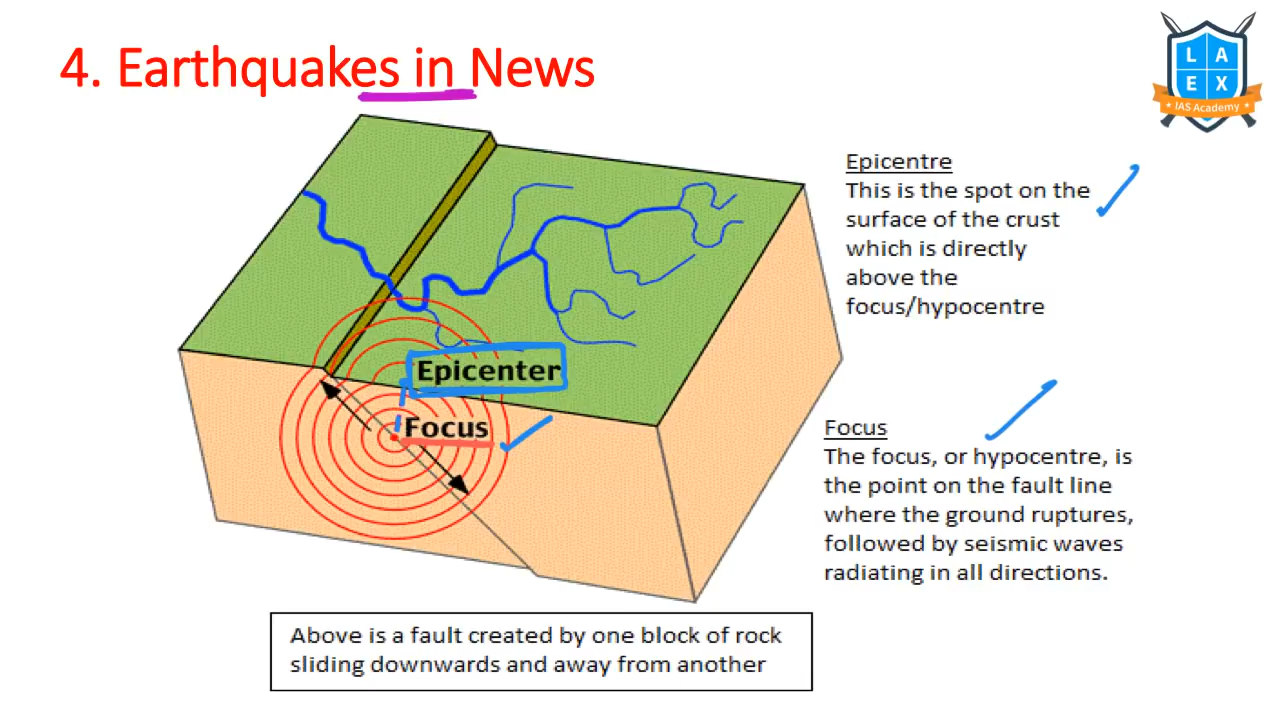 4. Earthquakes in News
L A
E X
IAS Academy
Epicentre
This is the spot on the
surface of the crust
which is directly
above the
focus/hypocentre
Epicenter
Focus
Focus
The focus, or hypocentre, is
the point on the fault line
where the ground ruptures,
followed by seismic waves
radiating in all directions.
Above is a fault created by one block of rock
sliding downwards and away from another